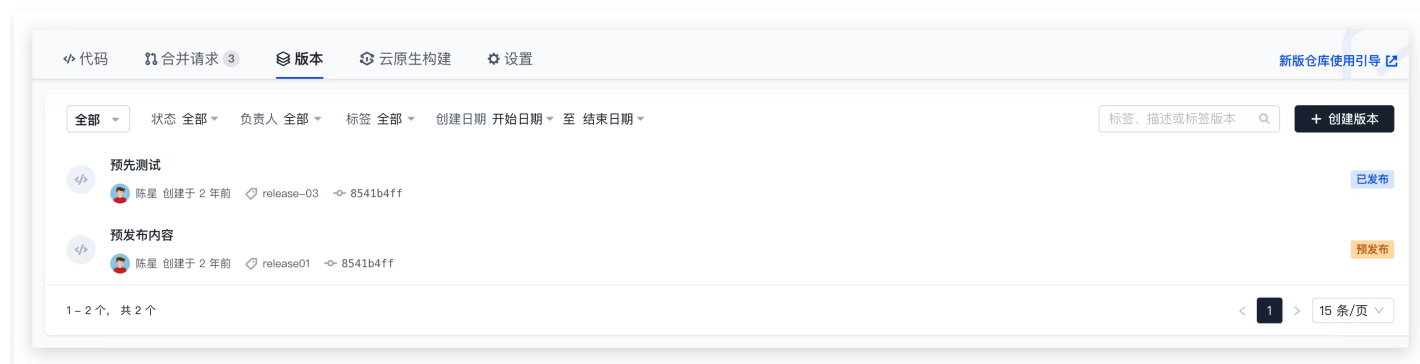 代码 合并请求 3 版本 云原生构建 设置 新版仓库使用引导
全部 状态 全部 负责人 全部 标签 全部 创建日期 开始日期 至 结束日期 标签、描述或标签版本 + 创建版本
预先测试
陈星 创建于 2 年前 release-03 8541b4ff 已发布
预发布内容
陈星 创建于 2 年前 release01 8541b4ff 预发布
1 – 2 个, 共 2 个 < 1 > 15 条/页